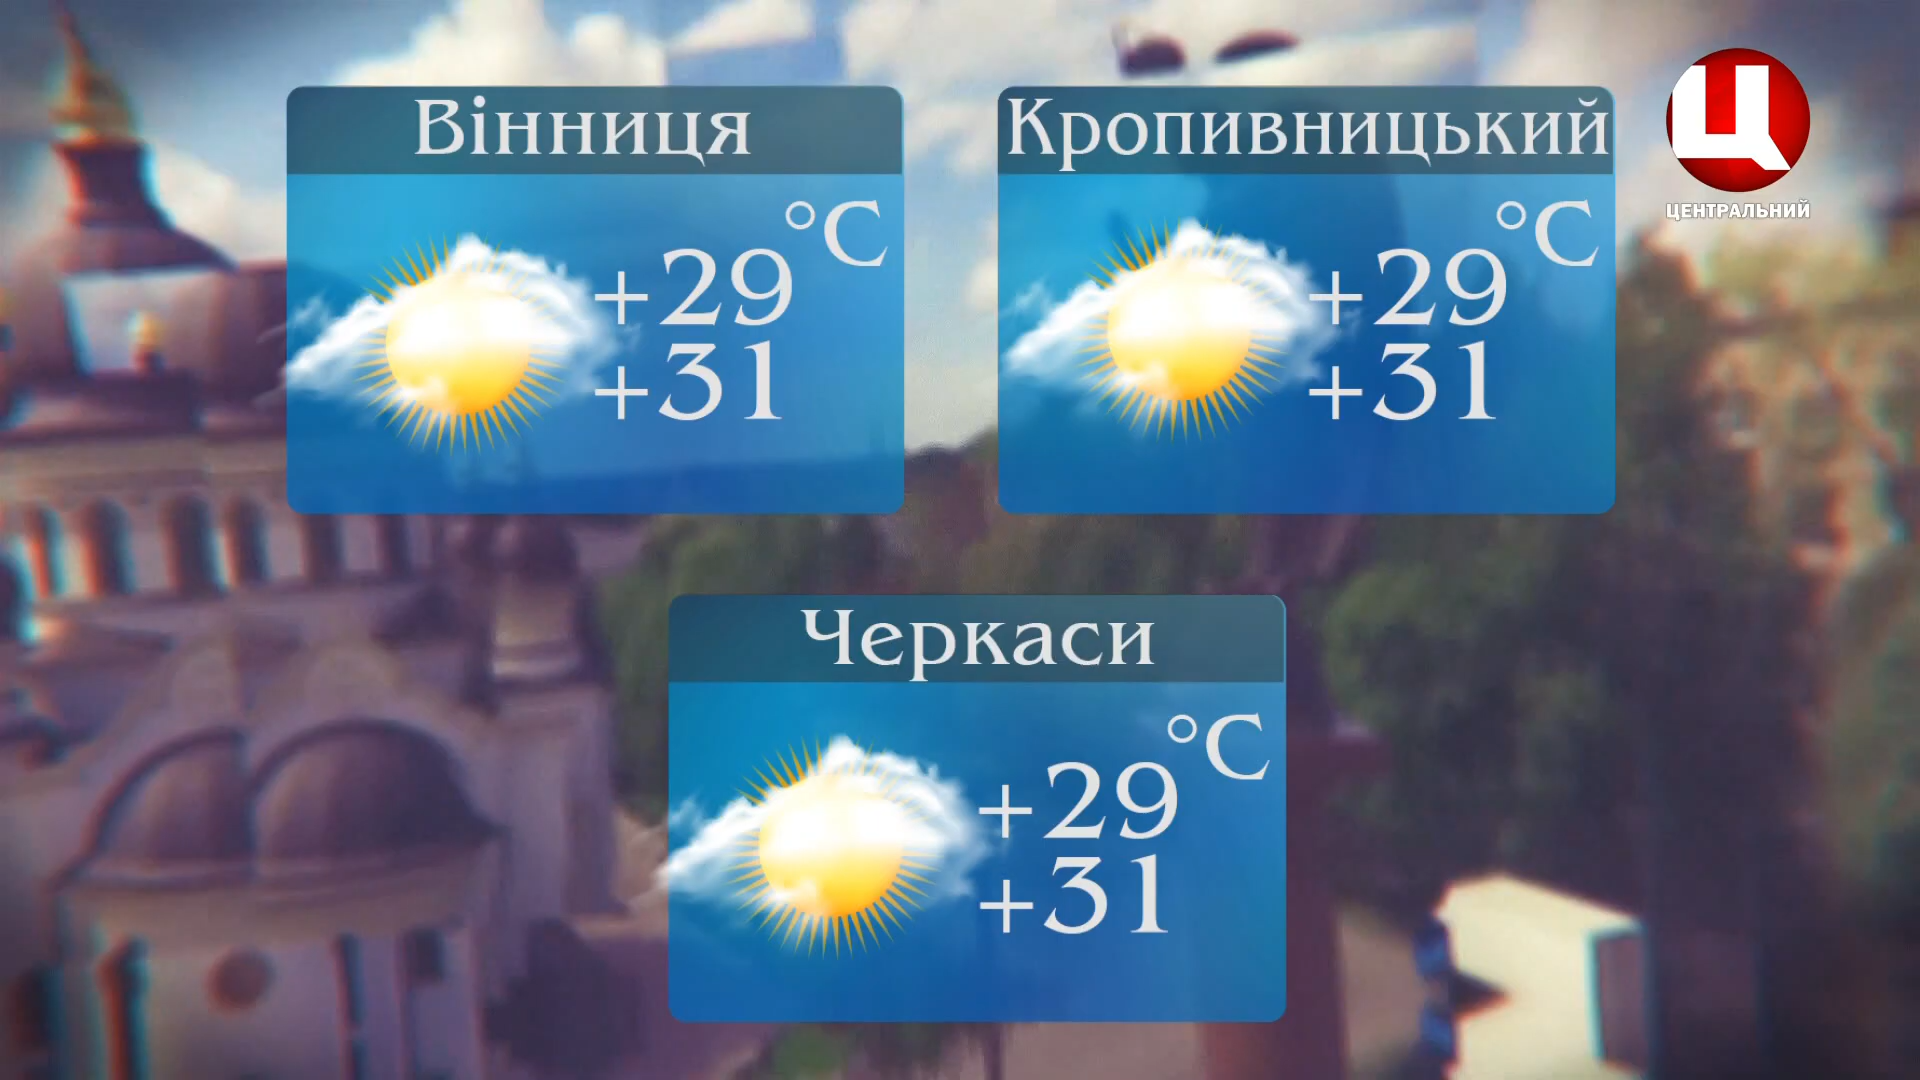 Вінниця
°C
+29
+31
Кропивницький
°C
+29
+31
Ц
ЦЕНТРАЛЬНИЙ
Черкаси
°C
+29
+31